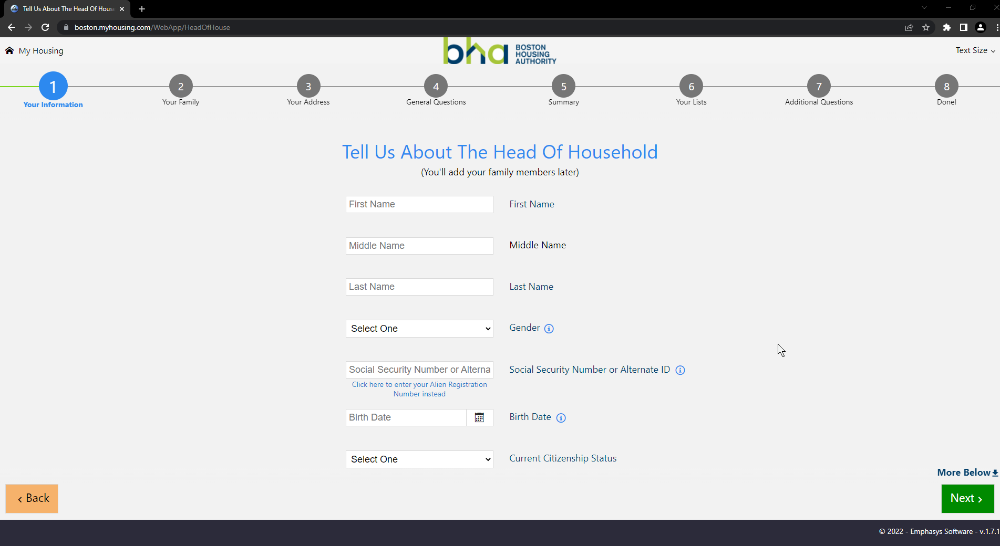 Tell Us About The Head Of House
boston.myhousing.com/WebApp/HeadOfHouse
My Housing
bha BOSTON HOUSING AUTHORITY
Text Size
1 Your Information
2 Your Family
3 Your Address
4 General Questions
5 Summary
6 Your Lists
7 Additional Questions
8 Done!
Tell Us About The Head Of Household
(You'll add your family members later)
First Name First Name
Middle Name Middle Name
Last Name Last Name
Select One Gender
Social Security Number or Alterna Social Security Number or Alternate ID
Click here to enter your Alien Registration
Number instead
Birth Date Birth Date
Select One Current Citizenship Status
More Below
‹ Back
Next ›
© 2022 - Emphasys Software - v.1.7.1